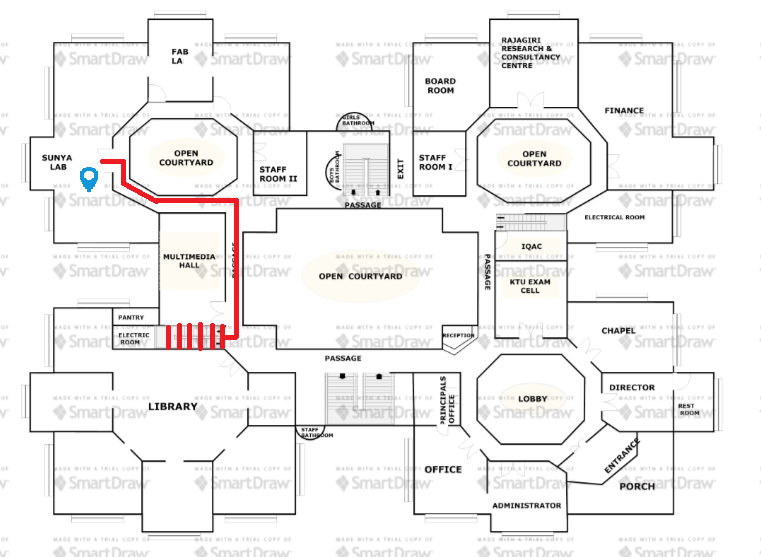 FAB
LA
RAJAGIRI
RESEARCH &
CONSULTANCY
CENTRE
BOARD
ROOM
FINANCE
GIRLS
BATHROOM
SUNYA
LAB
OPEN
COURTYARD
STAFF
ROOM II
BOYS
BATHROOM
EXIT
STAFF
ROOM I
OPEN
COURTYARD
PASSAGE
ELECTRICAL ROOM
MULTIMEDIA
HALL
OPEN COURTYARD
PASSAGE
IQAC
KTU EXAM
CELL
PANTRY
ELECTRIC
ROOM
RECEPTION
CHAPEL
PASSAGE
LIBRARY
PRINCIPALS
OFFICE
LOBBY
DIRECTOR
REST
ROOM
STAFF
BATHROOM
OFFICE
ENTRANCE
PORCH
ADMINISTRATOR
MADE WITH A TRIAL COPY OF
SmartDraw